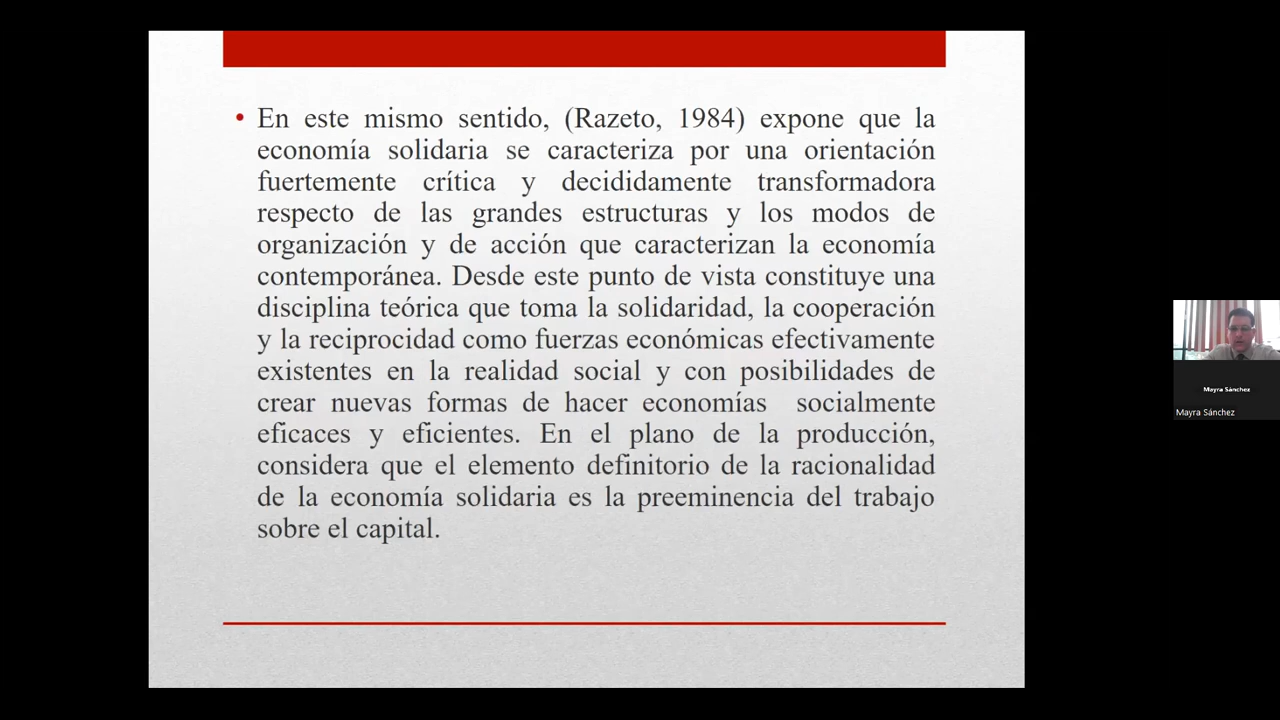 • En este mismo sentido, (Razeto, 1984) expone que la
economía solidaria se caracteriza por una orientación
fuertemente crítica y decididamente transformadora
respecto de las grandes estructuras y los modos de
organización y de acción que caracterizan la economía
contemporánea. Desde este punto de vista constituye una
disciplina teórica que toma la solidaridad, la cooperación
y la reciprocidad como fuerzas económicas efectivamente
existentes en la realidad social y con posibilidades de
crear nuevas formas de hacer economías socialmente
eficaces y eficientes. En el plano de la producción,
considera que el elemento definitorio de la racionalidad
de la economía solidaria es la preeminencia del trabajo
sobre el capital.
Mayra Sánchez
Mayra Sánchez